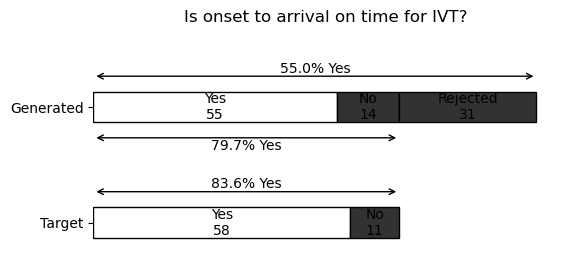 Is onset to arrival on time for IVT?
55.0% Yes
Generated
Yes
55
No
14
Rejected
31
79.7% Yes
83.6% Yes
Target
Yes
58
No
11